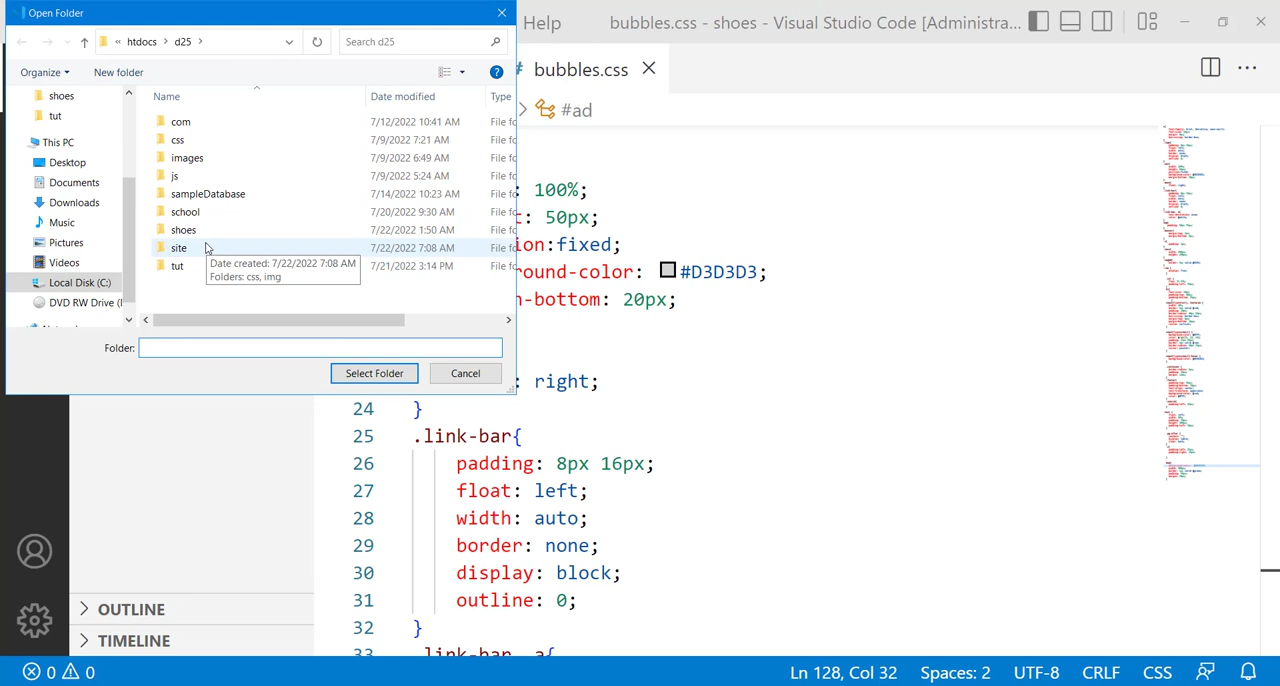 Open Folder
Help
bubbles.css - shoes - Visual Studio Code [Administra...
« htdocs > d25 >
Search d25
bubbles.css
Organize
New folder
#ad
shoes
tut
This PC
Desktop
Documents
Downloads
Music
Pictures
Videos
Local Disk (C:)
DVD RW Drive (
Name
Date modified
Type
com 7/12/2022 10:41 AM File fo
css 7/9/2022 7:21 AM File fo
images 7/9/2022 6:49 AM File fo
js 7/9/2022 5:24 AM File fo
sampleDatabase 7/14/2022 10:23 AM File fo
school 7/20/2022 9:30 AM File fo
shoes 7/22/2022 1:50 AM File fo
site 7/22/2022 7:08 AM File fo
tut 7/21/2022 3:14 PM File fo
Date created: 7/22/2022 7:08 AM
Folders: css, img
Folder:
Select Folder
Cancel
: 100%;
t: 50px;
ion:fixed;
round-color: #D3D3D3;
n-bottom: 20px;
: right;
24 }
25 .link-bar{
26 padding: 8px 16px;
27 float: left;
28 width: auto;
29 border: none;
30 display: block;
31 outline: 0;
32 }
33 .link-bar a{
OUTLINE
TIMELINE
0 0
Ln 128, Col 32
Spaces: 2
UTF-8
CRLF
CSS